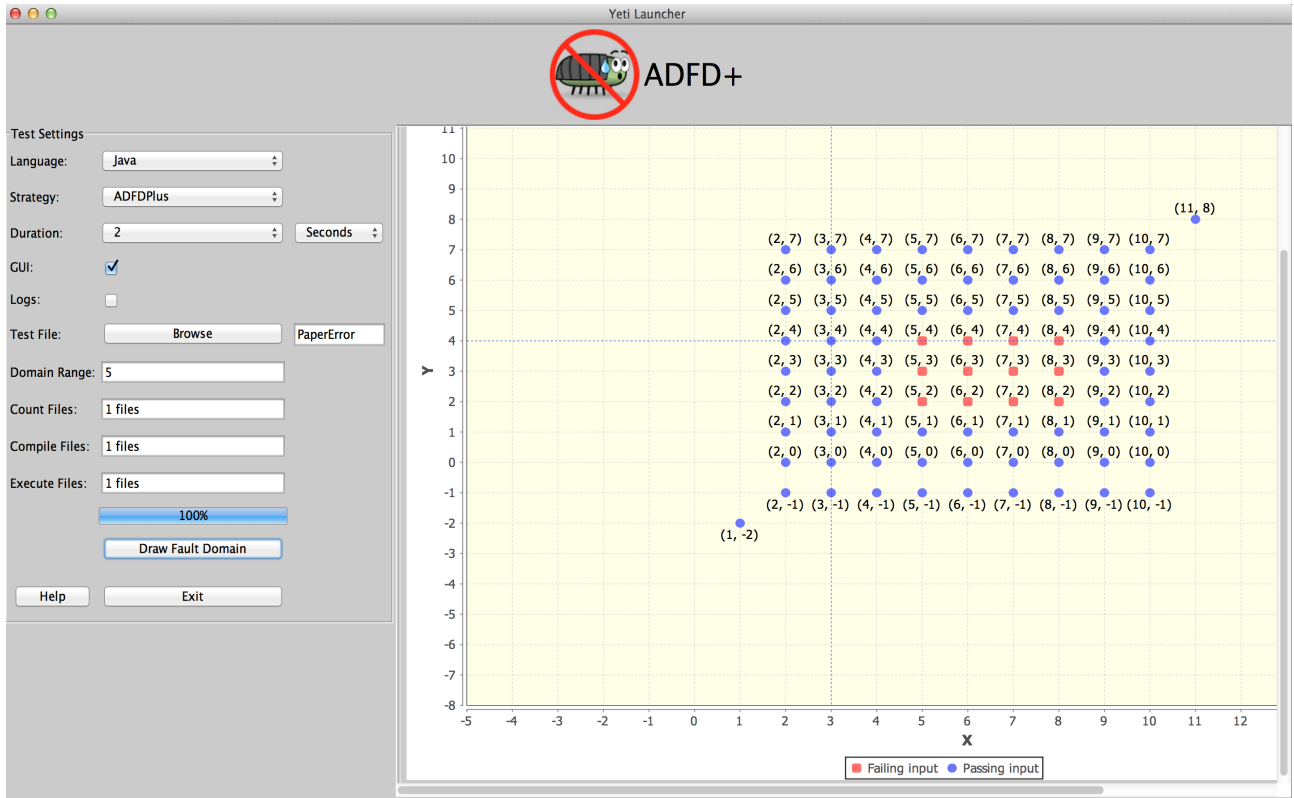 Yeti Launcher
ADFD+
Test Settings
Language: Java
Strategy: ADFDPlus
Duration: 2 Seconds
GUI:
Logs:
Test File: Browse PaperError
Domain Range: 5
Count Files: 1 files
Compile Files: 1 files
Execute Files: 1 files
100%
Draw Fault Domain
Help Exit
11
10
9
8 (11, 8)
(2, 7) (3, 7) (4, 7) (5, 7) (6, 7) (7, 7) (8, 7) (9, 7) (10, 7)
7
(2, 6) (3, 6) (4, 6) (5, 6) (6, 6) (7, 6) (8, 6) (9, 6) (10, 6)
6
(2, 5) (3, 5) (4, 5) (5, 5) (6, 5) (7, 5) (8, 5) (9, 5) (10, 5)
5
(2, 4) (3, 4) (4, 4) (5, 4) (6, 4) (7, 4) (8, 4) (9, 4) (10, 4)
4
(2, 3) (3, 3) (4, 3) (5, 3) (6, 3) (7, 3) (8, 3) (9, 3) (10, 3)
Y 3
(2, 2) (3, 2) (4, 2) (5, 2) (6, 2) (7, 2) (8, 2) (9, 2) (10, 2)
2
(2, 1) (3, 1) (4, 1) (5, 1) (6, 1) (7, 1) (8, 1) (9, 1) (10, 1)
1
(2, 0) (3, 0) (4, 0) (5, 0) (6, 0) (7, 0) (8, 0) (9, 0) (10, 0)
0
-1
(2, -1) (3, -1) (4, -1) (5, -1) (6, -1) (7, -1) (8, -1) (9, -1) (10, -1)
-2
(1, -2)
-3
-4
-5
-6
-7
-8
-5 -4 -3 -2 -1 0 1 2 3 4 5 6 7 8 9 10 11 12
X
Failing input Passing input